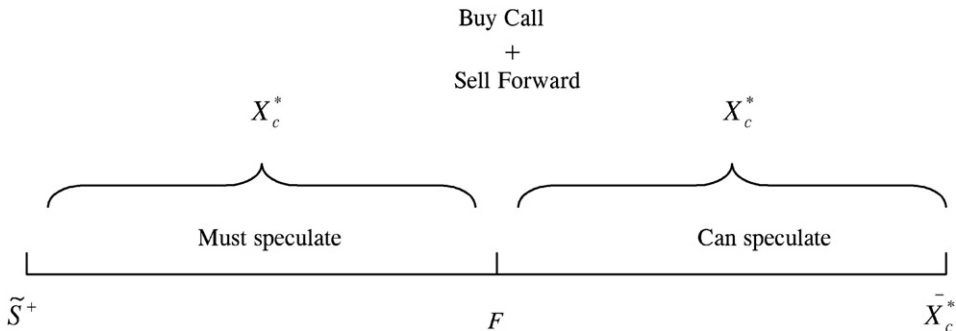 Buy Call
+
Sell Forward
X*c X*c
Must speculate Can speculate
S̃+ F X̄*c